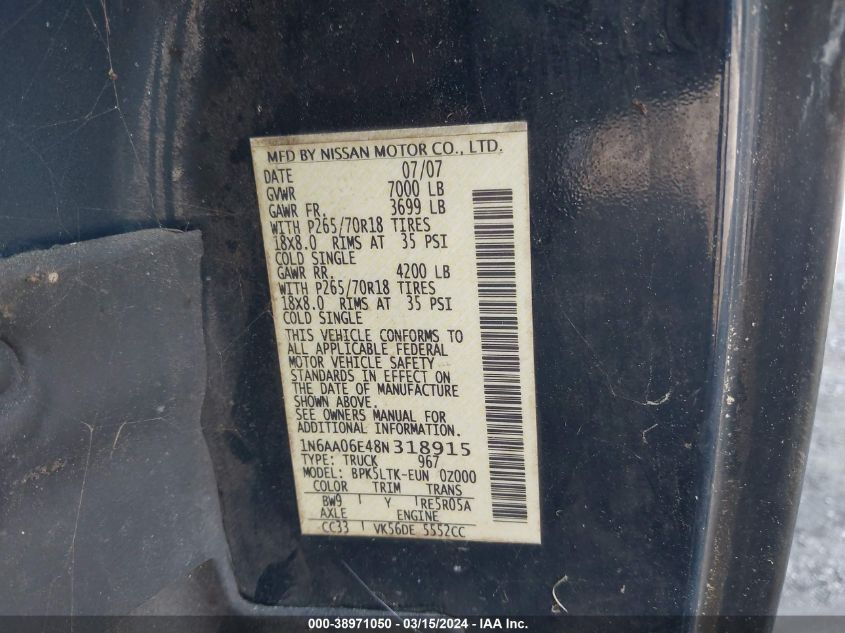 MFD BY NISSAN MOTOR CO., LTD.
DATE 07/07
GVWR 7000 LB
GAWR FR. 3699 LB
WITH P265/70R18 TIRES
18X8.0 RIMS AT 35 PSI
COLD SINGLE
GAWR RR. 4200 LB
WITH P265/70R18 TIRES
18X8.0 RIMS AT 35 PSI
COLD SINGLE
THIS VEHICLE CONFORMS TO
ALL APPLICABLE FEDERAL
MOTOR VEHICLE SAFETY
STANDARDS IN EFFECT ON
THE DATE OF MANUFACTURE
SHOWN ABOVE.
SEE OWNERS MANUAL FOR
ADDITIONAL INFORMATION.
1N6AA06E48N318915
TYPE: TRUCK 967
MODEL: BPK5LTK-EUN 0Z000
COLOR TRIM TRANS
BW9 Y RE5R05A
AXLE ENGINE
CC33 VK56DE 5552CC
000-38971050 - 03/15/2024 - IAA Inc.